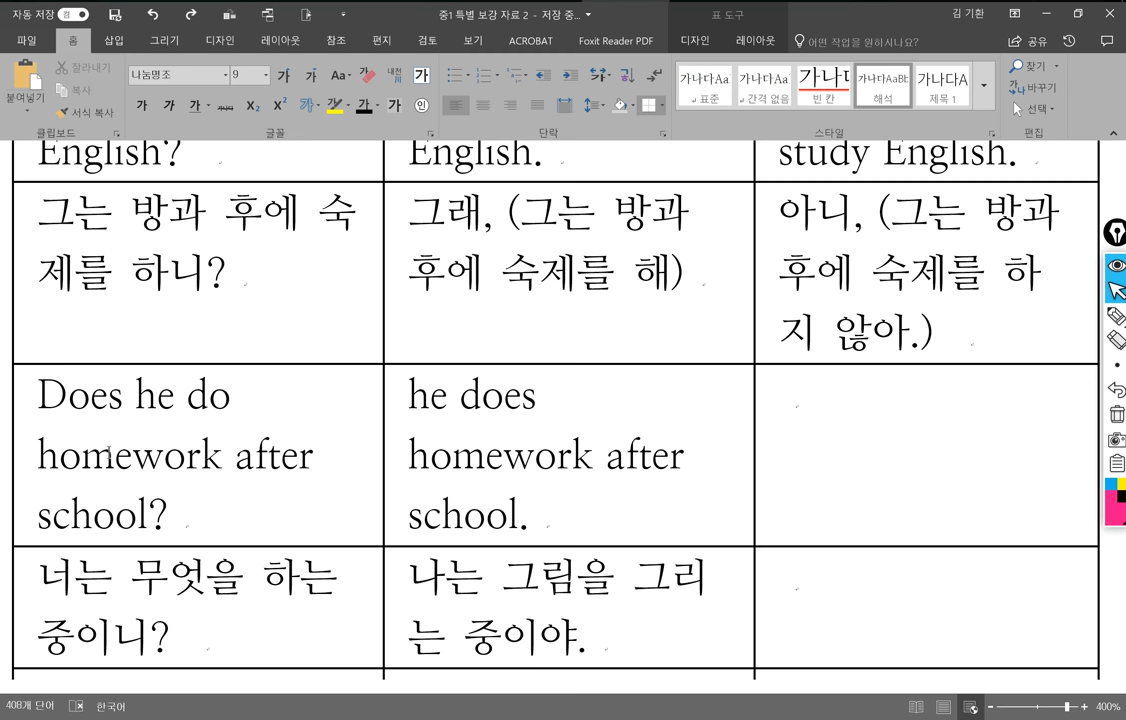 자동 저장 컴
중1 특별 보강 자료 2 - 저장 중...
표 도구
김 기환
파일 홈 삽입 그리기 디자인 레이아웃 참조 편지 검토 보기 ACROBAT Foxit Reader PDF 디자인 레이아웃 어떤 작업을 원하시나요? 공유
붙여넣기
잘라내기
복사
서식 복사
클립보드
나눔명조 9
글꼴
단락
가나다Aa 가나다Aa 가나다 가나다AaBb 가나다A
표준 간격 없음 빈 칸 해석 제목 1
스타일
찾기
바꾸기
선택
편집
English?
English.
study English.
그는 방과 후에 숙
제를 하니?
그래, (그는 방과
후에 숙제를 해)
아니, (그는 방과
후에 숙제를 하
지 않아.)
Does he do
homework after
school?
he does
homework after
school.
너는 무엇을 하는
중이니?
나는 그림을 그리
는 중이야.
408개 단어 한국어 400%